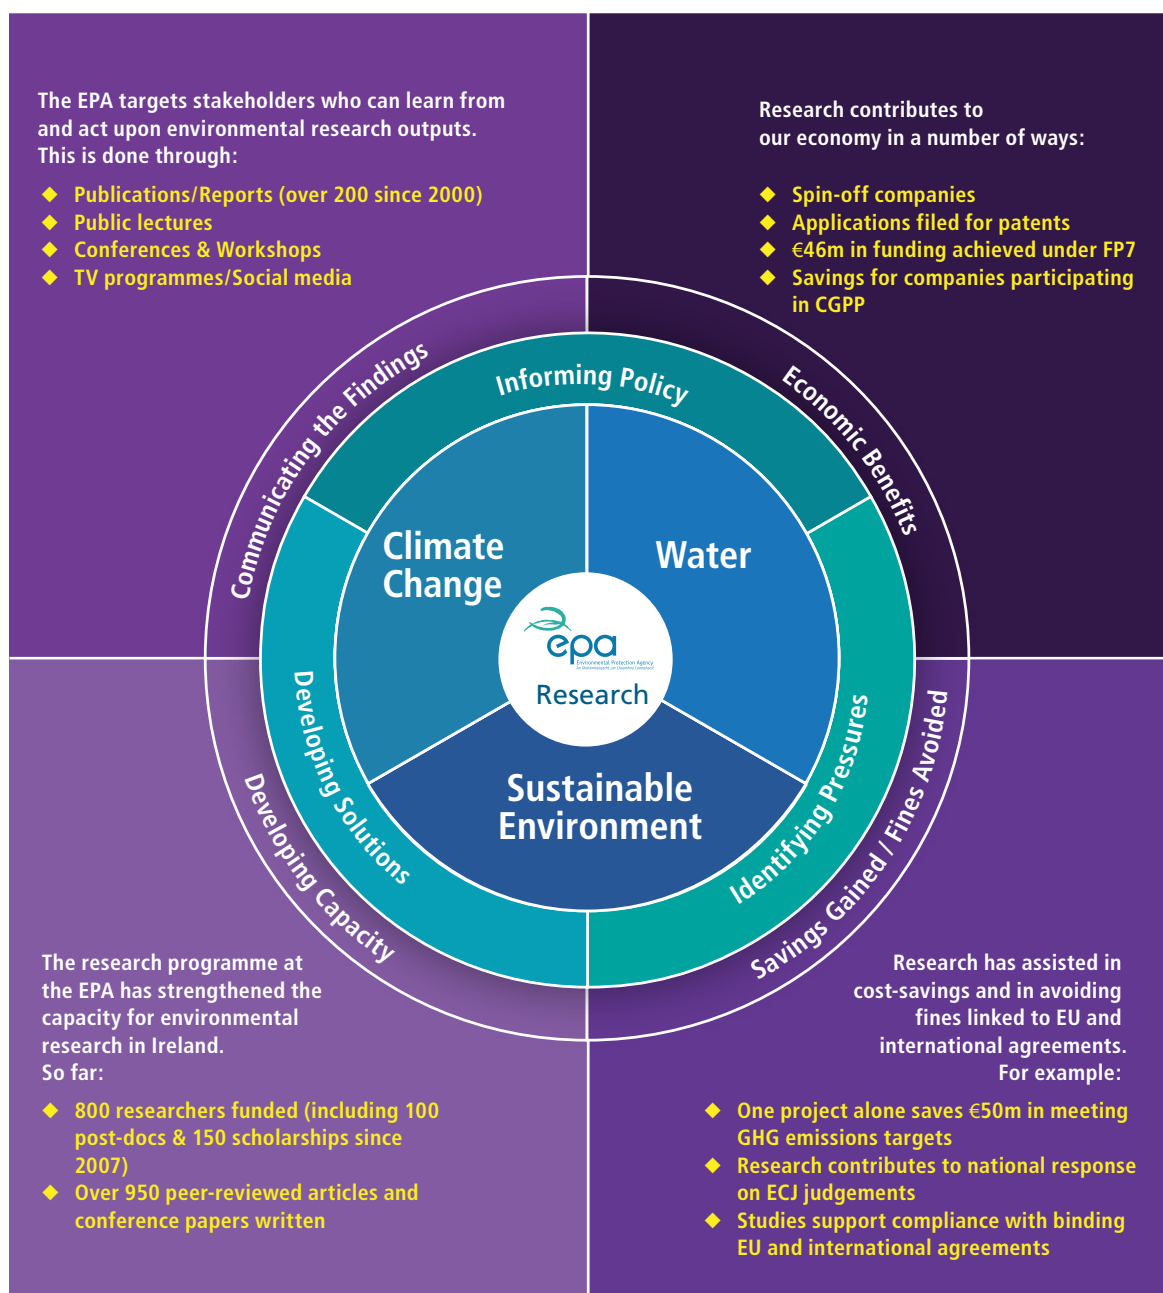 The EPA targets stakeholders who can learn from
and act upon environmental research outputs.
This is done through:
◆ Publications/Reports (over 200 since 2000)
◆ Public lectures
◆ Conferences & Workshops
◆ TV programmes/Social media
Research contributes to
our economy in a number of ways:
◆ Spin-off companies
◆ Applications filed for patents
◆ €46m in funding achieved under FP7
◆ Savings for companies participating
in CGPP
Communicating the Findings
Informing Policy
Economic Benefits
Climate
Change
Water
epa
Environmental Protection Agency
Research
Developing Solutions
Identifying Pressures
Sustainable
Environment
Developing Capacity
Savings Gained / Fines Avoided
The research programme at
the EPA has strengthened the
capacity for environmental
research in Ireland.
So far:
◆ 800 researchers funded (including 100
post-docs & 150 scholarships since
2007)
◆ Over 950 peer-reviewed articles and
conference papers written
Research has assisted in
cost-savings and in avoiding
fines linked to EU and
international agreements.
For example:
◆ One project alone saves €50m in meeting
GHG emissions targets
◆ Research contributes to national response
on ECJ judgements
◆ Studies support compliance with binding
EU and international agreements